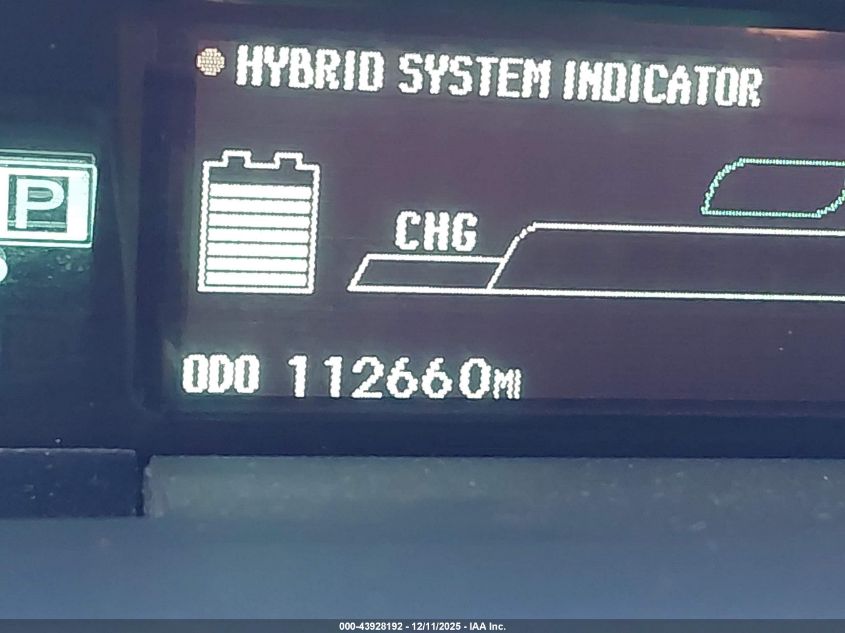 HYBRID SYSTEM INDICATOR
P
CHG
ODO 112660MI
000-43928192 - 12/11/2025 - IAA Inc.